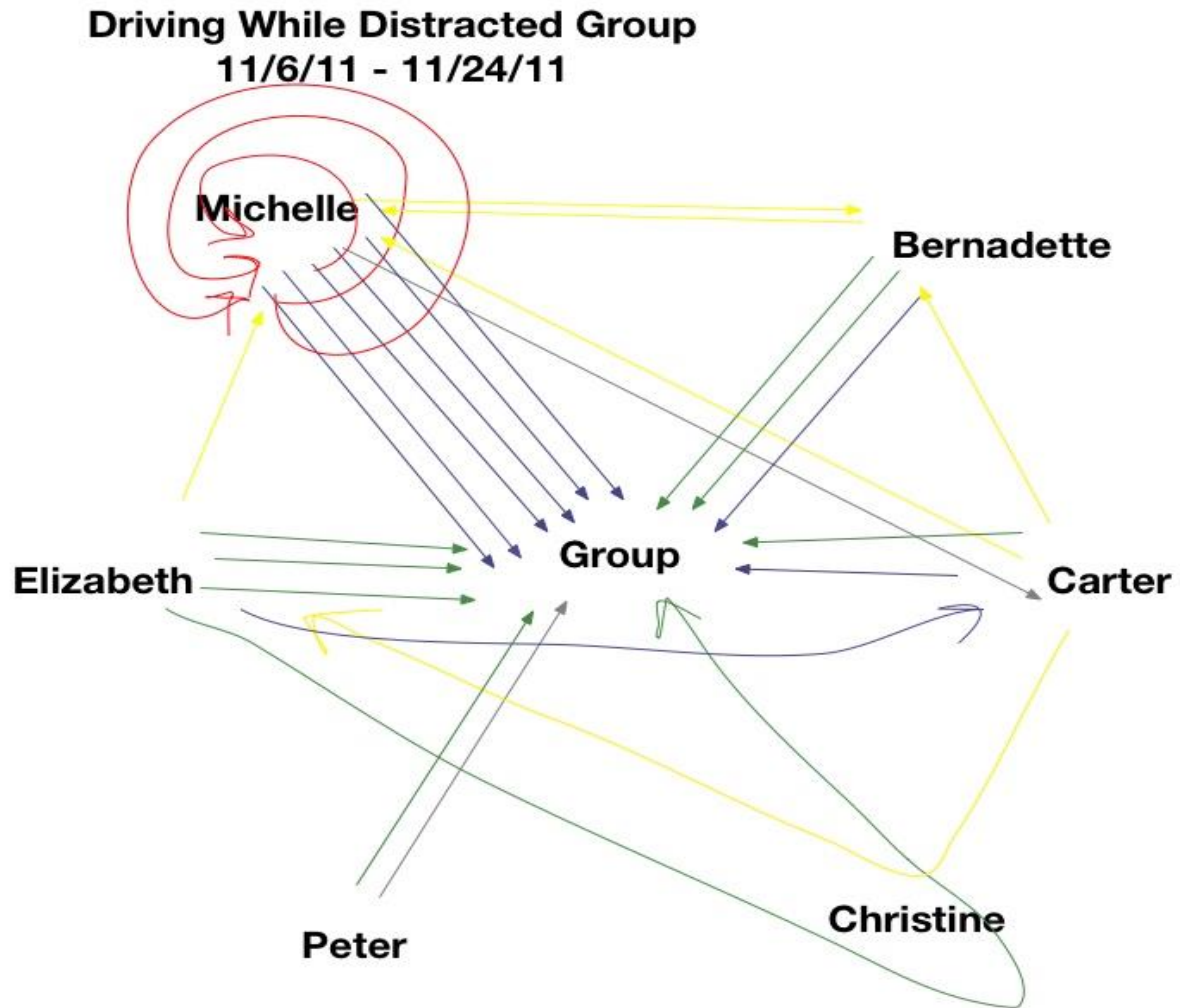 Driving While Distracted Group
11/6/11 - 11/24/11
Michelle
Bernadette
Group
Elizabeth
Carter
Christine
Peter